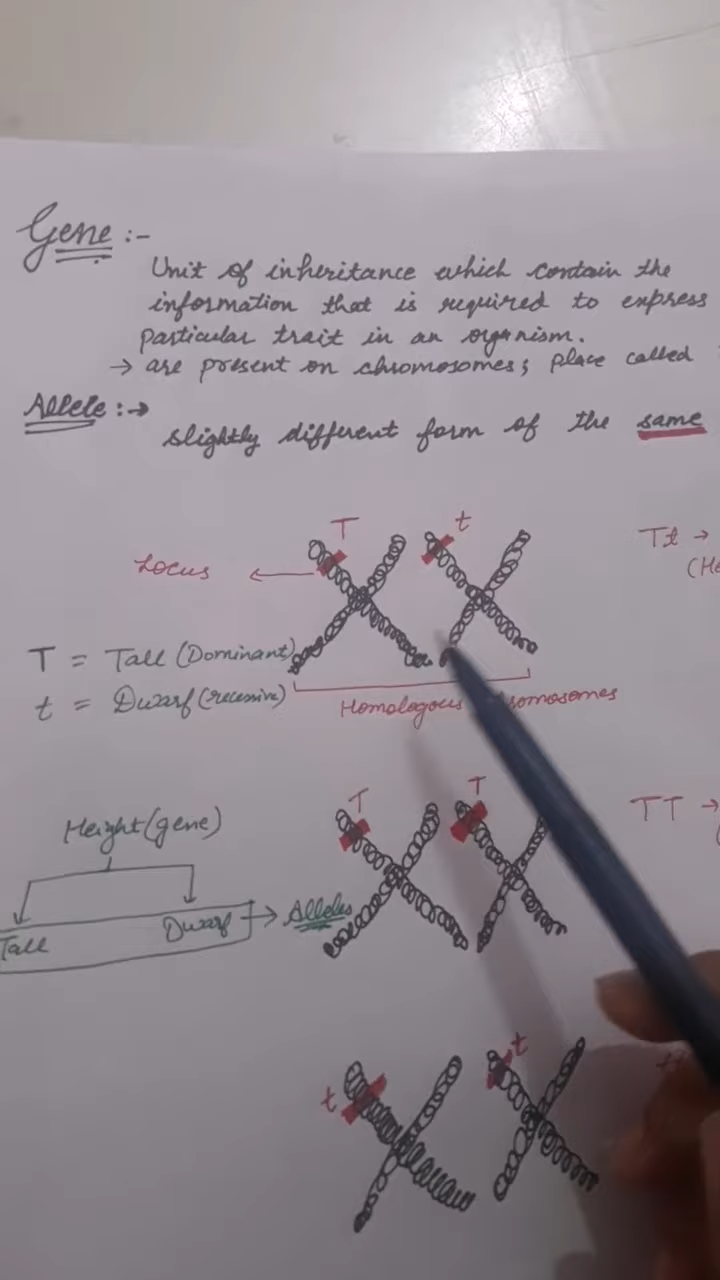 Gene :-
Unit of inheritance which contain the
information that is required to express
particular trait in an organism.
→ are present on chromosomes; place called
Allele :→
slightly different form of the same
T t
Tt →
Locus ←
T = Tall (Dominant)
t = Dwarf (recessive)
Homologous
T T
TT →
Height (gene)
Tall Dwarf → Alleles
t t